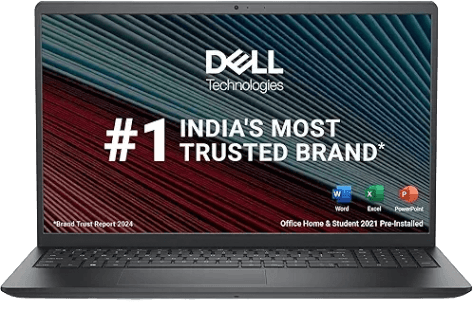 DELL
Technologies
#1 INDIA'S MOST
TRUSTED BRAND*
Word Excel PowerPoint
*Brand Trust Report 2024
Office Home & Student 2021 Pre-Installed